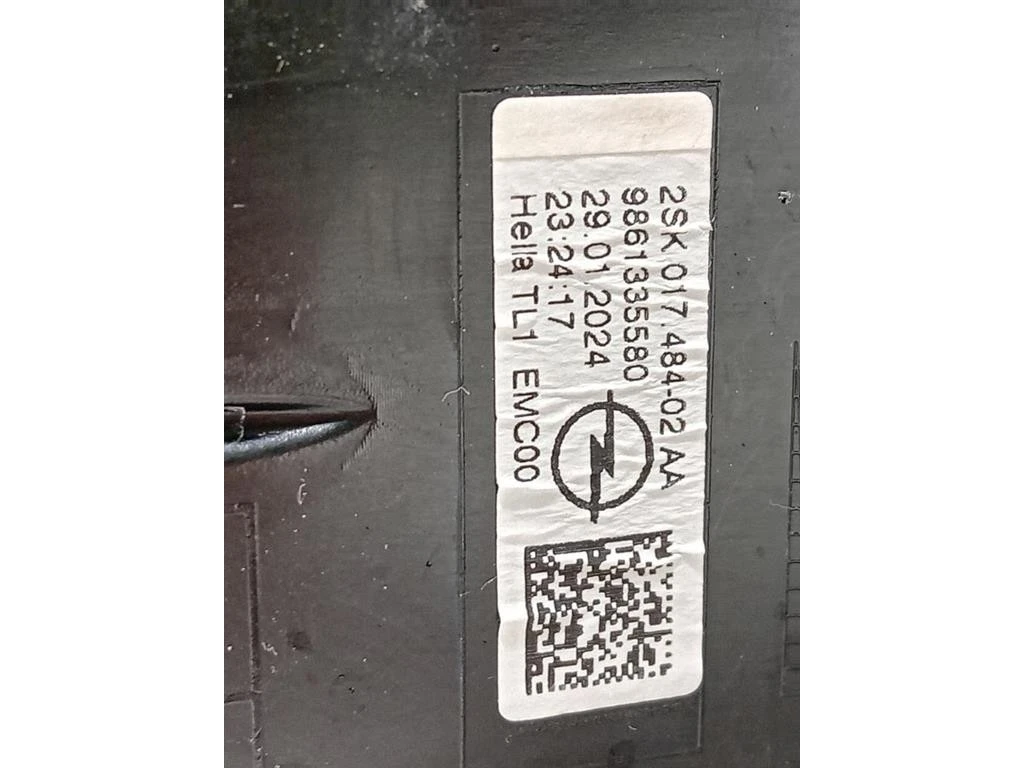 2SK 017.484-02 AA
9861335580
29.01.2024
23:24:17
Hella TL1 EMC00